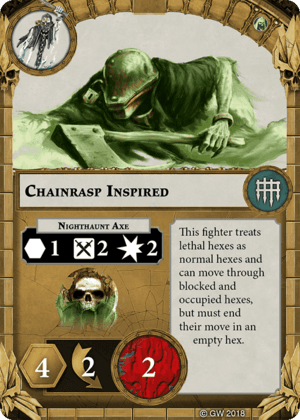 Chainrasp Inspired
Nighthaunt Axe
1 2 2
This fighter treats
lethal hexes as
normal hexes and
can move through
blocked and
occupied hexes,
but must end
their move in an
empty hex.
4 2 2
© GW 2018